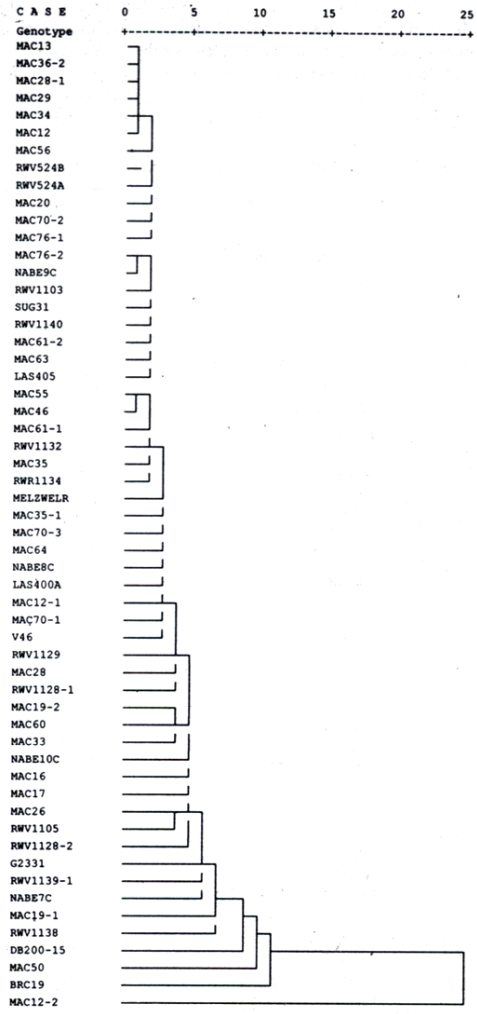 C A S E 0 5 10 15 20 25
Genotype
MAC13
MAC36-2
MAC28-1
MAC29
MAC34
MAC12
MAC56
RWV524B
RWV524A
MAC20
MAC70-2
MAC76-1
MAC76-2
NABE9C
RWV1103
SUG31
RWV1140
MAC61-2
MAC63
LAS405
MAC55
MAC46
MAC61-1
RWV1132
MAC35
RWR1134
MELZWELR
MAC35-1
MAC70-3
MAC64
NABE8C
LAS400A
MAC12-1
MAC70-1
V46
RWV1129
MAC28
RWV1128-1
MAC19-2
MAC60
MAC33
NABE10C
MAC16
MAC17
MAC26
RWV1105
RWV1128-2
G2331
RWV1139-1
NABE7C
MAC19-1
RWV1138
DB200-15
MAC50
BRC19
MAC12-2